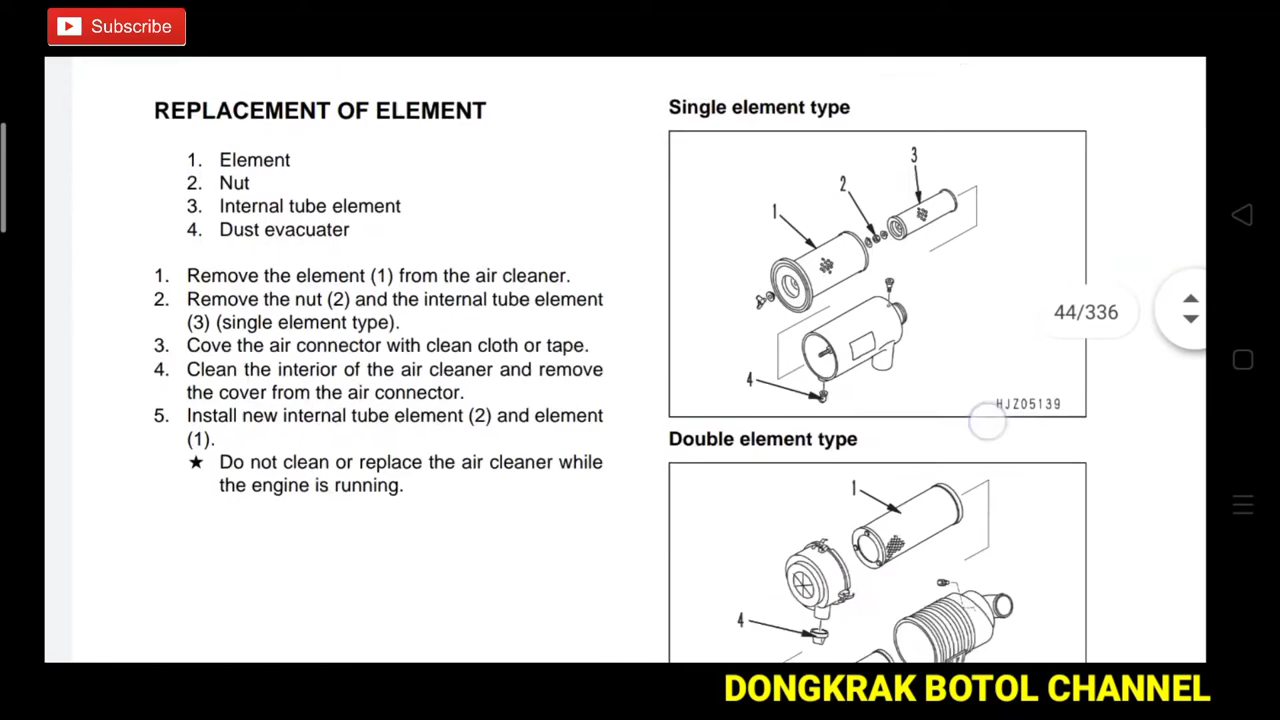 Subscribe
REPLACEMENT OF ELEMENT
1. Element
2. Nut
3. Internal tube element
4. Dust evacuater
1. Remove the element (1) from the air cleaner.
2. Remove the nut (2) and the internal tube element
(3) (single element type).
3. Cove the air connector with clean cloth or tape.
4. Clean the interior of the air cleaner and remove
the cover from the air connector.
5. Install new internal tube element (2) and element
(1).
★ Do not clean or replace the air cleaner while
the engine is running.
Single element type
3
2
1
4
HJZ05139
44/336
Double element type
1
4
DONGKRAK BOTOL CHANNEL